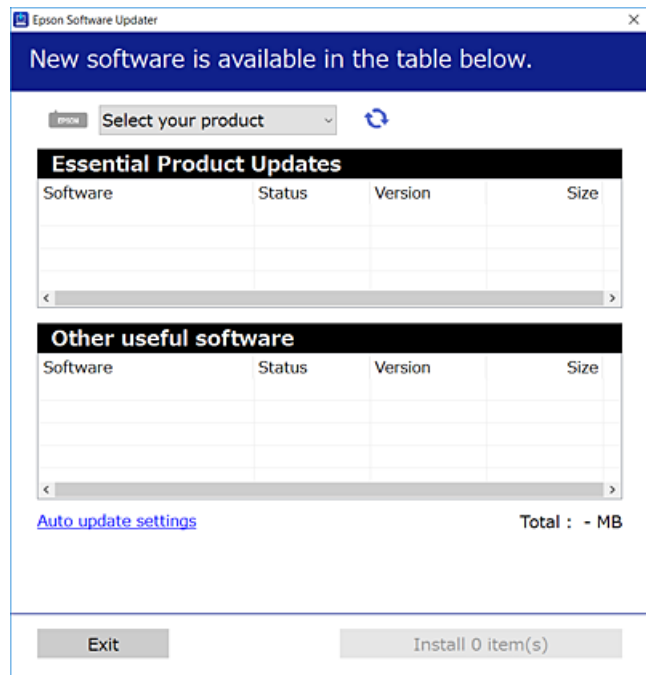 Epson Software Updater
New software is available in the table below.
EPSON Select your product
Essential Product Updates
Software Status Version Size
Other useful software
Software Status Version Size
Auto update settings Total : - MB
Exit Install 0 item(s)